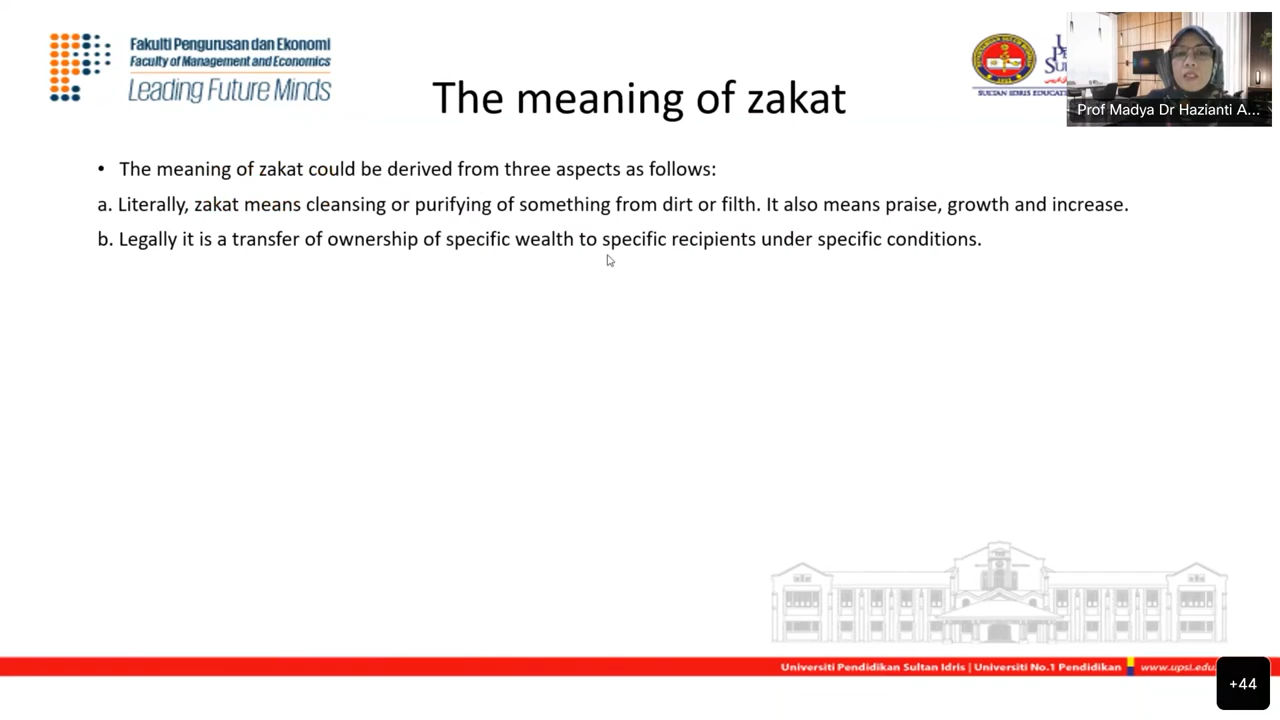 Fakulti Pengurusan dan Ekonomi
Faculty of Management and Economics
Leading Future Minds
SULTAN IDRIS
Prof Madya Dr Hazianti A...
The meaning of zakat
• The meaning of zakat could be derived from three aspects as follows:
a. Literally, zakat means cleansing or purifying of something from dirt or filth. It also means praise, growth and increase.
b. Legally it is a transfer of ownership of specific wealth to specific recipients under specific conditions.
Universiti Pendidikan Sultan Idris | Universiti No.1 Pendidikan www.upsi.edu.
+44